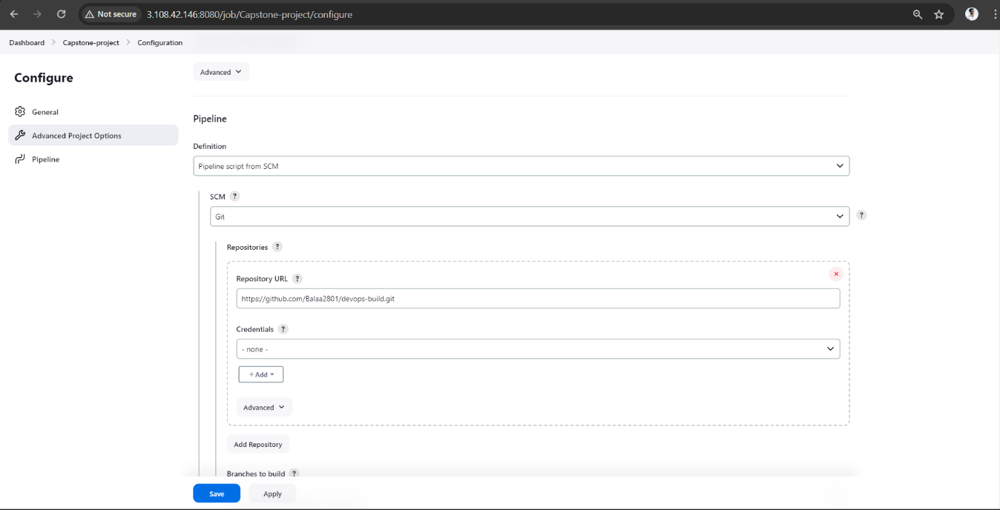 Not secure 3.108.42.146:8080/job/Capstone-project/configure
Dashboard > Capstone-project > Configuration
Configure
General
Advanced Project Options
Pipeline
Advanced
Pipeline
Definition
Pipeline script from SCM
SCM ?
Git
?
Repositories ?
Repository URL ?
https://github.com/Balaa2801/devops-build.git
Credentials ?
- none -
+ Add
Advanced
Add Repository
Branches to build ?
Save
Apply